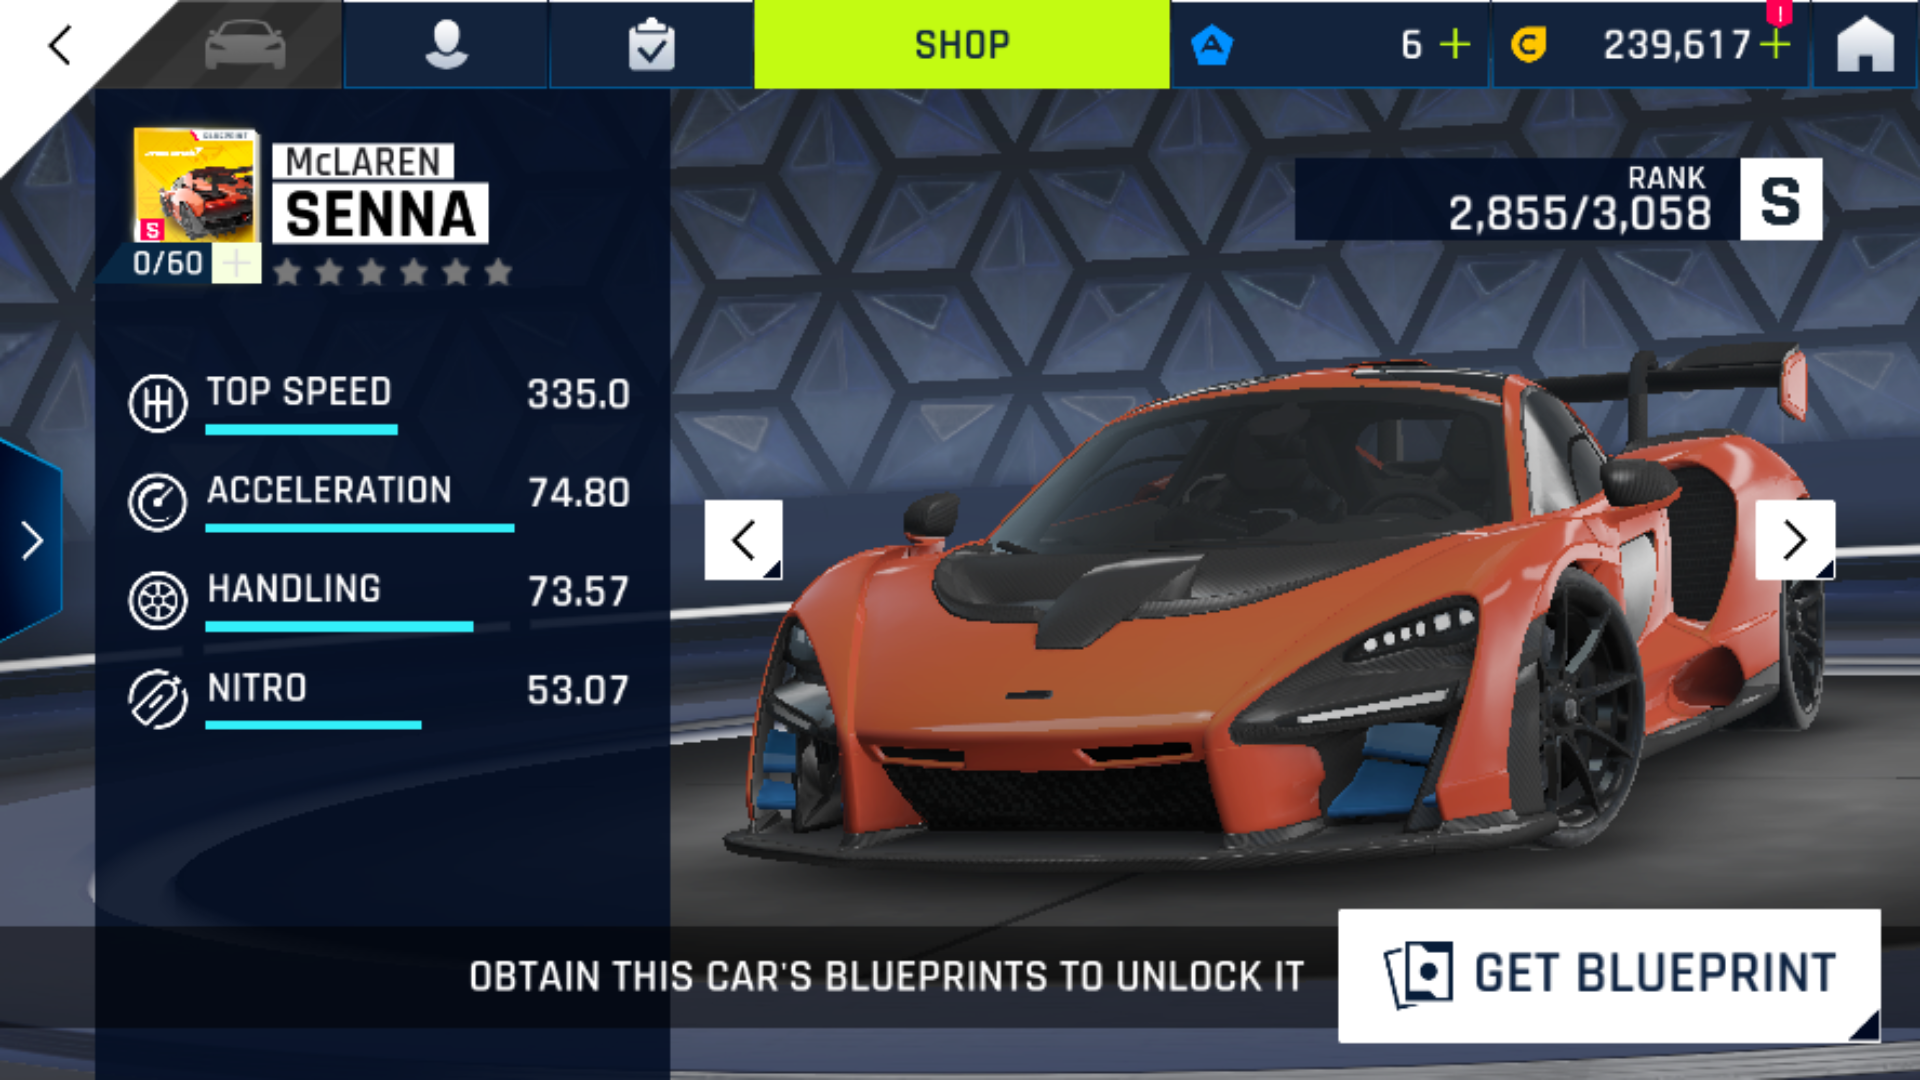 SHOP
6
239,617
!
BLUEPRINT
McLAREN
SENNA
S
0/60
RANK
2,855/3,058
S
TOP SPEED 335.0
ACCELERATION 74.80
HANDLING 73.57
NITRO 53.07
OBTAIN THIS CAR'S BLUEPRINTS TO UNLOCK IT
GET BLUEPRINT